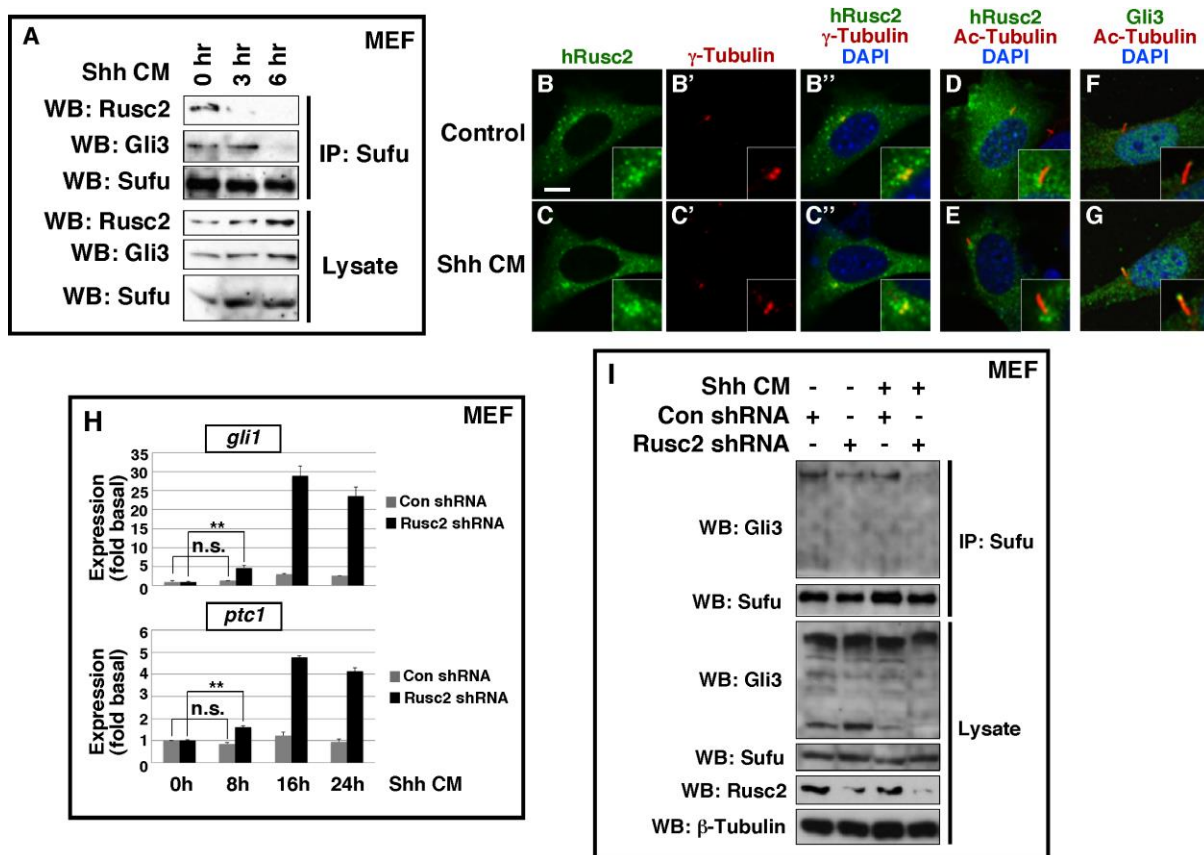 A
MEF
Shh CM
0 hr
3 hr
6 hr
WB: Rusc2
WB: Gli3
WB: Sufu
IP: Sufu
WB: Rusc2
WB: Gli3
WB: Sufu
Lysate
hRusc2
γ-Tubulin
hRusc2
γ-Tubulin
DAPI
hRusc2
Ac-Tubulin
DAPI
Gli3
Ac-Tubulin
DAPI
Control
B
B'
B''
D
F
Shh CM
C
C'
C''
E
G
H
MEF
gli1
Expression
(fold basal)
35
30
25
20
15
10
5
0
**
n.s.
Con shRNA
Rusc2 shRNA
ptc1
Expression
(fold basal)
6
5
4
3
2
1
0
**
n.s.
Con shRNA
Rusc2 shRNA
0h 8h 16h 24h Shh CM
I
MEF
Shh CM - - + +
Con shRNA + - + -
Rusc2 shRNA - + - +
WB: Gli3
WB: Sufu
IP: Sufu
WB: Gli3
WB: Sufu
WB: Rusc2
WB: β-Tubulin
Lysate